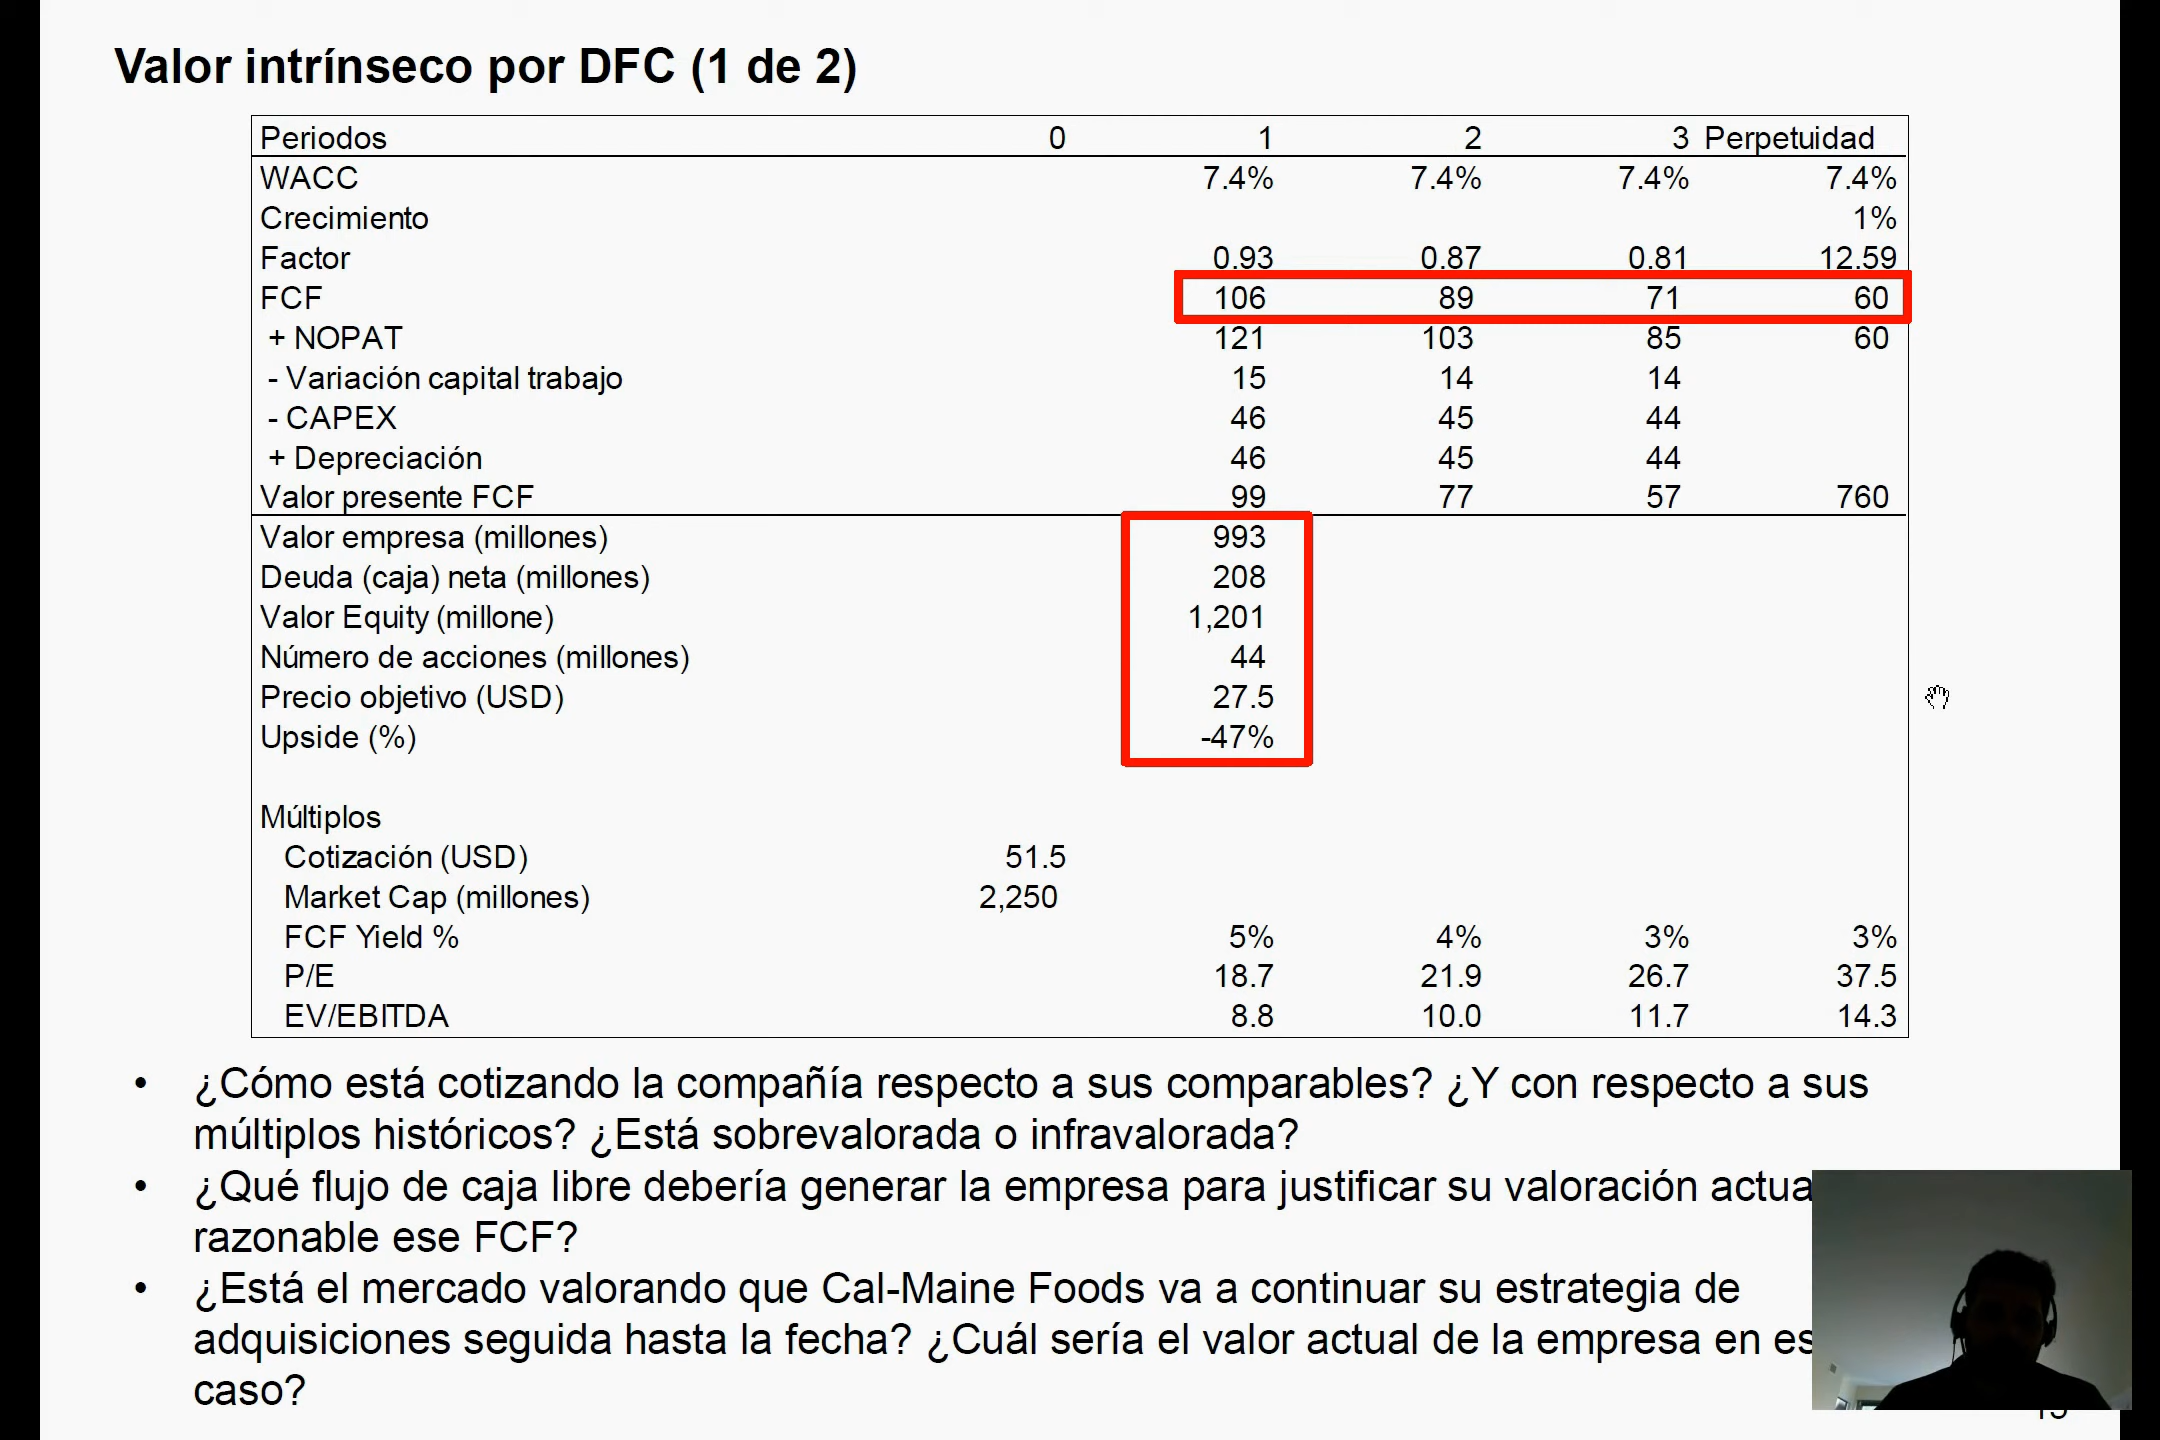 Valor intrínseco por DFC (1 de 2)
Periodos 0 1 2 3 Perpetuidad
WACC 7.4% 7.4% 7.4% 7.4%
Crecimiento 1%
Factor 0.93 0.87 0.81 12.59
FCF 106 89 71 60
+ NOPAT 121 103 85 60
- Variación capital trabajo 15 14 14
- CAPEX 46 45 44
+ Depreciación 46 45 44
Valor presente FCF 99 77 57 760
Valor empresa (millones) 993
Deuda (caja) neta (millones) 208
Valor Equity (millone) 1,201
Número de acciones (millones) 44
Precio objetivo (USD) 27.5
Upside (%) -47%
Múltiplos
Cotización (USD) 51.5
Market Cap (millones) 2,250
FCF Yield % 5% 4% 3% 3%
P/E 18.7 21.9 26.7 37.5
EV/EBITDA 8.8 10.0 11.7 14.3
• ¿Cómo está cotizando la compañía respecto a sus comparables? ¿Y con respecto a sus
múltiplos históricos? ¿Está sobrevalorada o infravalorada?
• ¿Qué flujo de caja libre debería generar la empresa para justificar su valoración
razonable ese FCF?
• ¿Está el mercado valorando que Cal-Maine Foods va a continuar su estrategia de
adquisiciones seguida hasta la fecha? ¿Cuál sería el valor actual de la empresa en
caso?